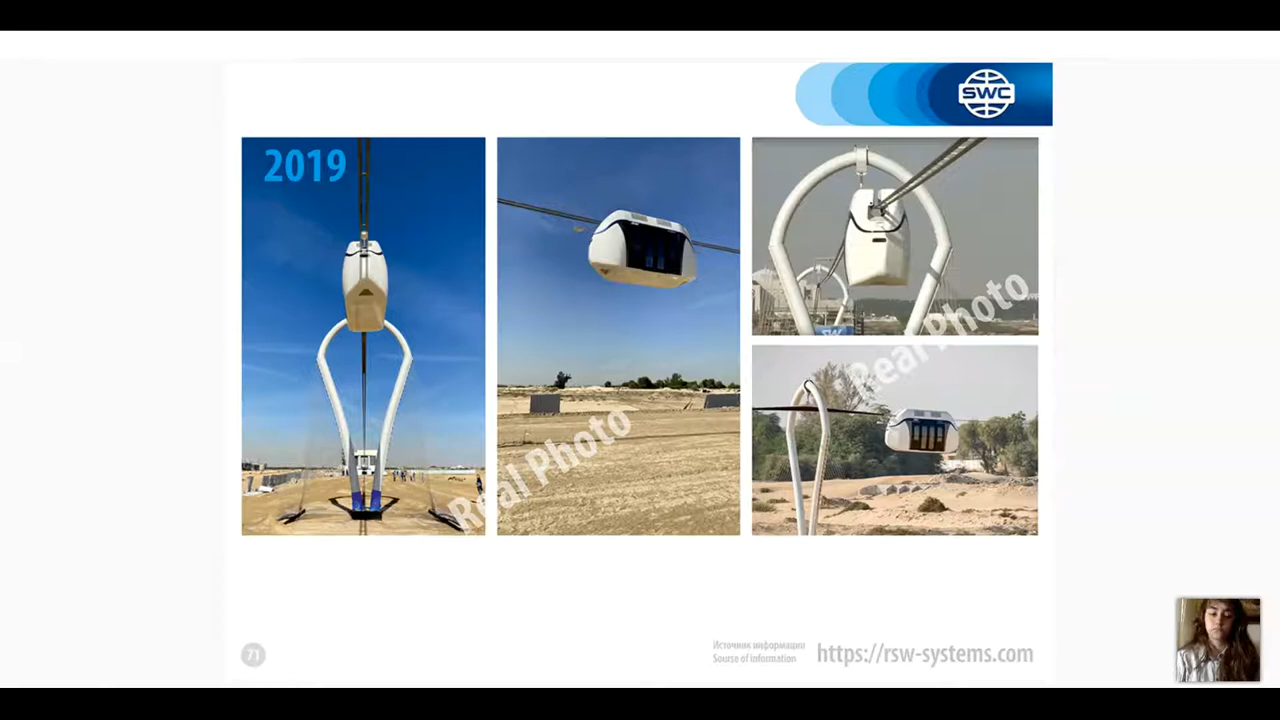 SWC
2019
Real Photo
Real Photo
71
Источник информации
Sourse of information
https://rsw-systems.com